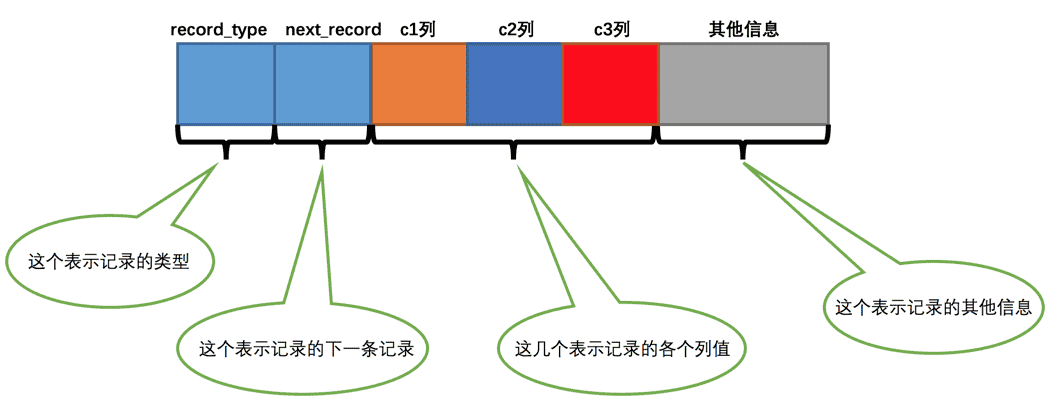 record_type next_record c1列 c2列 c3列 其他信息
这个表示记录的类型
这个表示记录的下一条记录
这几个表示记录的各个列值
这个表示记录的其他信息